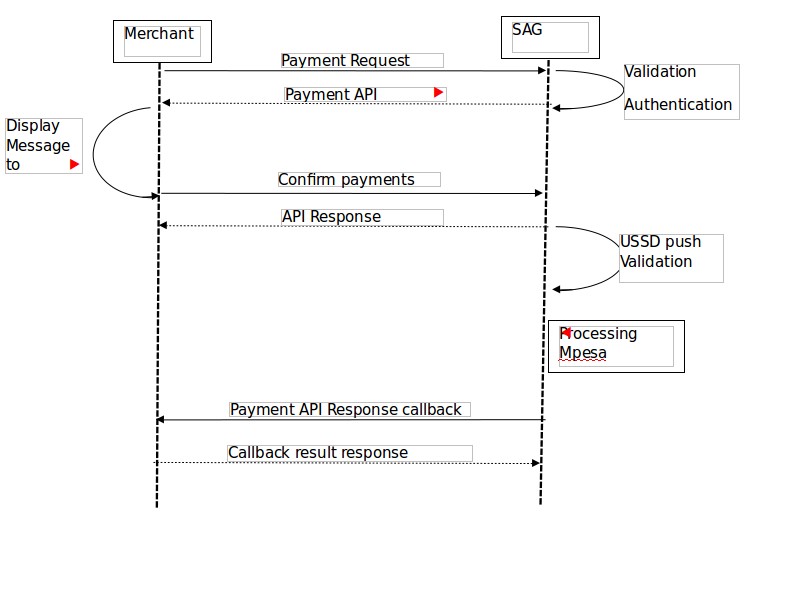 Merchant
SAG
Payment Request
Validation
Authentication
Payment API
Display
Message
to
Confirm payments
API Response
USSD push
Validation
Processing
Mpesa
Payment API Response callback
Callback result response